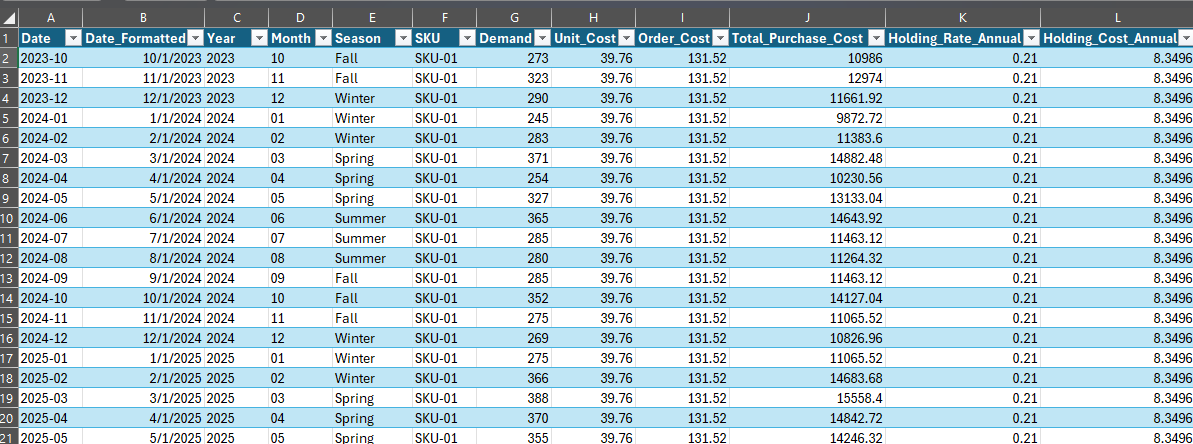 A B C D E F G H I J K L
1 Date Date_Formatted Year Month Season SKU Demand Unit_Cost Order_Cost Total_Purchase_Cost Holding_Rate_Annual Holding_Cost_Annual
2 2023-10 10/1/2023 2023 10 Fall SKU-01 273 39.76 131.52 10986 0.21 8.3496
3 2023-11 11/1/2023 2023 11 Fall SKU-01 323 39.76 131.52 12974 0.21 8.3496
4 2023-12 12/1/2023 2023 12 Winter SKU-01 290 39.76 131.52 11661.92 0.21 8.3496
5 2024-01 1/1/2024 2024 01 Winter SKU-01 245 39.76 131.52 9872.72 0.21 8.3496
6 2024-02 2/1/2024 2024 02 Winter SKU-01 283 39.76 131.52 11383.6 0.21 8.3496
7 2024-03 3/1/2024 2024 03 Spring SKU-01 371 39.76 131.52 14882.48 0.21 8.3496
8 2024-04 4/1/2024 2024 04 Spring SKU-01 254 39.76 131.52 10230.56 0.21 8.3496
9 2024-05 5/1/2024 2024 05 Spring SKU-01 327 39.76 131.52 13133.04 0.21 8.3496
10 2024-06 6/1/2024 2024 06 Summer SKU-01 365 39.76 131.52 14643.92 0.21 8.3496
11 2024-07 7/1/2024 2024 07 Summer SKU-01 285 39.76 131.52 11463.12 0.21 8.3496
12 2024-08 8/1/2024 2024 08 Summer SKU-01 280 39.76 131.52 11264.32 0.21 8.3496
13 2024-09 9/1/2024 2024 09 Fall SKU-01 285 39.76 131.52 11463.12 0.21 8.3496
14 2024-10 10/1/2024 2024 10 Fall SKU-01 352 39.76 131.52 14127.04 0.21 8.3496
15 2024-11 11/1/2024 2024 11 Fall SKU-01 275 39.76 131.52 11065.52 0.21 8.3496
16 2024-12 12/1/2024 2024 12 Winter SKU-01 269 39.76 131.52 10826.96 0.21 8.3496
17 2025-01 1/1/2025 2025 01 Winter SKU-01 275 39.76 131.52 11065.52 0.21 8.3496
18 2025-02 2/1/2025 2025 02 Winter SKU-01 366 39.76 131.52 14683.68 0.21 8.3496
19 2025-03 3/1/2025 2025 03 Spring SKU-01 388 39.76 131.52 15558.4 0.21 8.3496
20 2025-04 4/1/2025 2025 04 Spring SKU-01 370 39.76 131.52 14842.72 0.21 8.3496
21 2025-05 5/1/2025 2025 05 Spring SKU-01 355 39.76 131.52 14246.32 0.21 8.3496